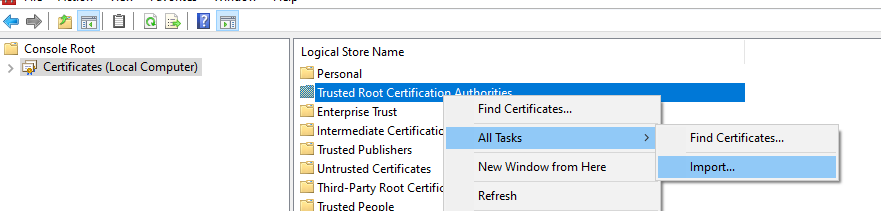 Console Root
Certificates (Local Computer)
Logical Store Name
Personal
Trusted Root Certification Authorities
Enterprise Trust
Intermediate Certificatio
Trusted Publishers
Untrusted Certificates
Third-Party Root Certific
Trusted People
Find Certificates...
All Tasks
New Window from Here
Refresh
Find Certificates...
Import...